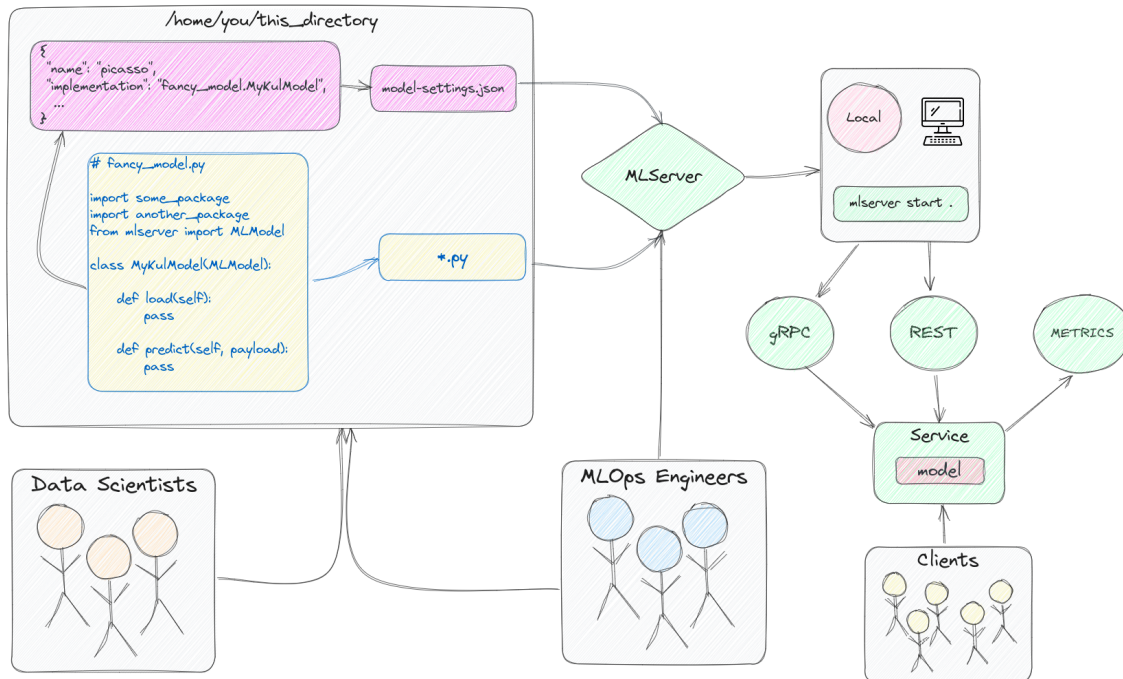 /home/you/this_directory
{
"name": "picasso",
"implementation": "fancy_model.MyKulModel",
...
}
model-settings.json
# fancy_model.py
import some_package
import another_package
from mlserver import MLModel
class MyKulModel(MLModel):
def load(self):
pass
def predict(self, payload):
pass
*.py
MLServer
Local
mlserver start .
gRPC
REST
METRICS
Service
model
Data Scientists
MLOps Engineers
Clients